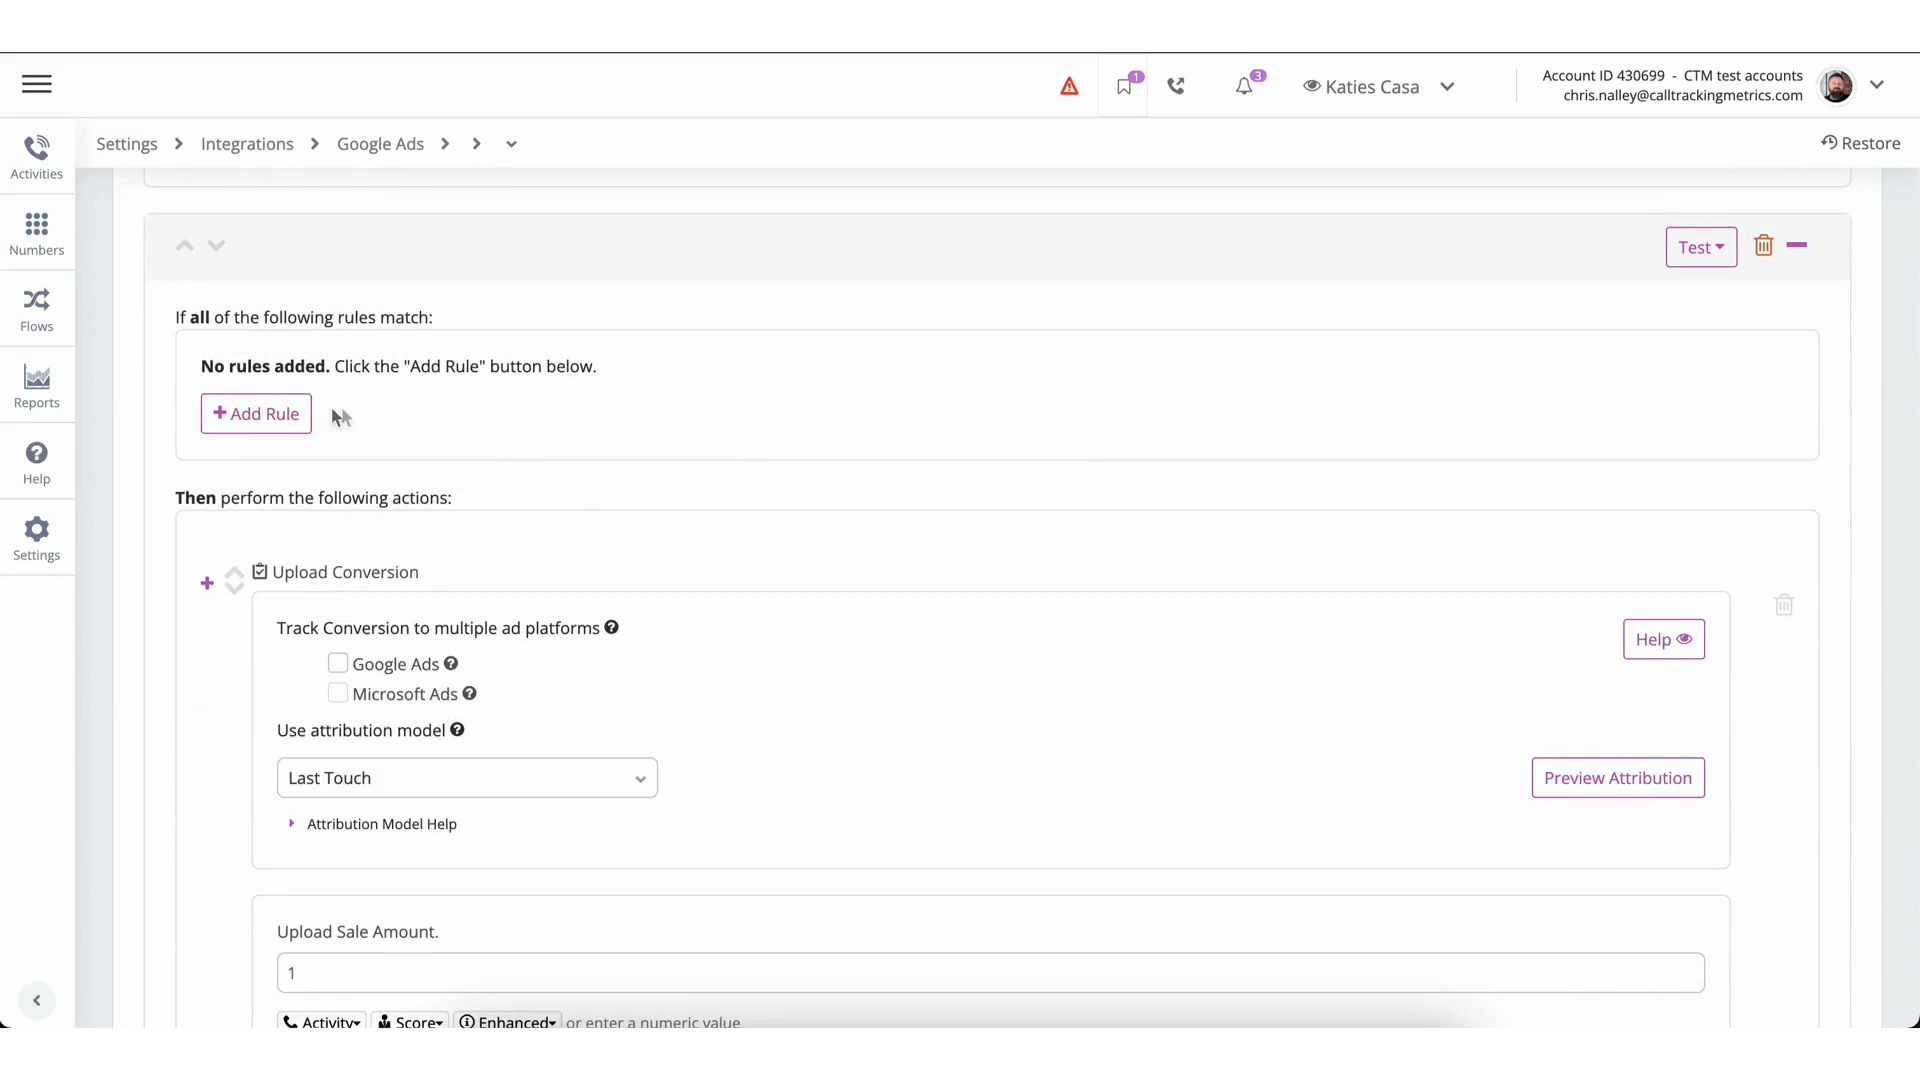 1
3
Katies Casa
Account ID 430699 - CTM test accounts
chris.nalley@calltrackingmetrics.com
Settings
Integrations
Google Ads
Restore
Activities
Numbers
Flows
Reports
Help
Settings
Test
If all of the following rules match:
No rules added. Click the "Add Rule" button below.
+ Add Rule
Then perform the following actions:
Upload Conversion
Track Conversion to multiple ad platforms
Help
Google Ads
Microsoft Ads
Use attribution model
Last Touch
Preview Attribution
Attribution Model Help
Upload Sale Amount.
1
Activity Score Enhanced or enter a numeric value